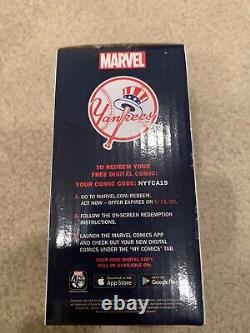 MARVEL
Yankees
TO REDEEM YOUR
FREE DIGITAL COMIC:
YOUR COMIC CODE: NYYGA19
1. GO TO MARVEL.COM/REDEEM.
ACT NOW – OFFER EXPIRES ON 8/11/20.
2. FOLLOW THE ON-SCREEN REDEMPTION
INSTRUCTIONS.
3. LAUNCH THE MARVEL COMICS APP
AND CHECK OUT YOUR NEW DIGITAL
COMICS UNDER THE "MY COMICS" TAB.
YOUR FREE DIGITAL COPY
WILL BE AVAILABLE ON:
App Store
Google Play